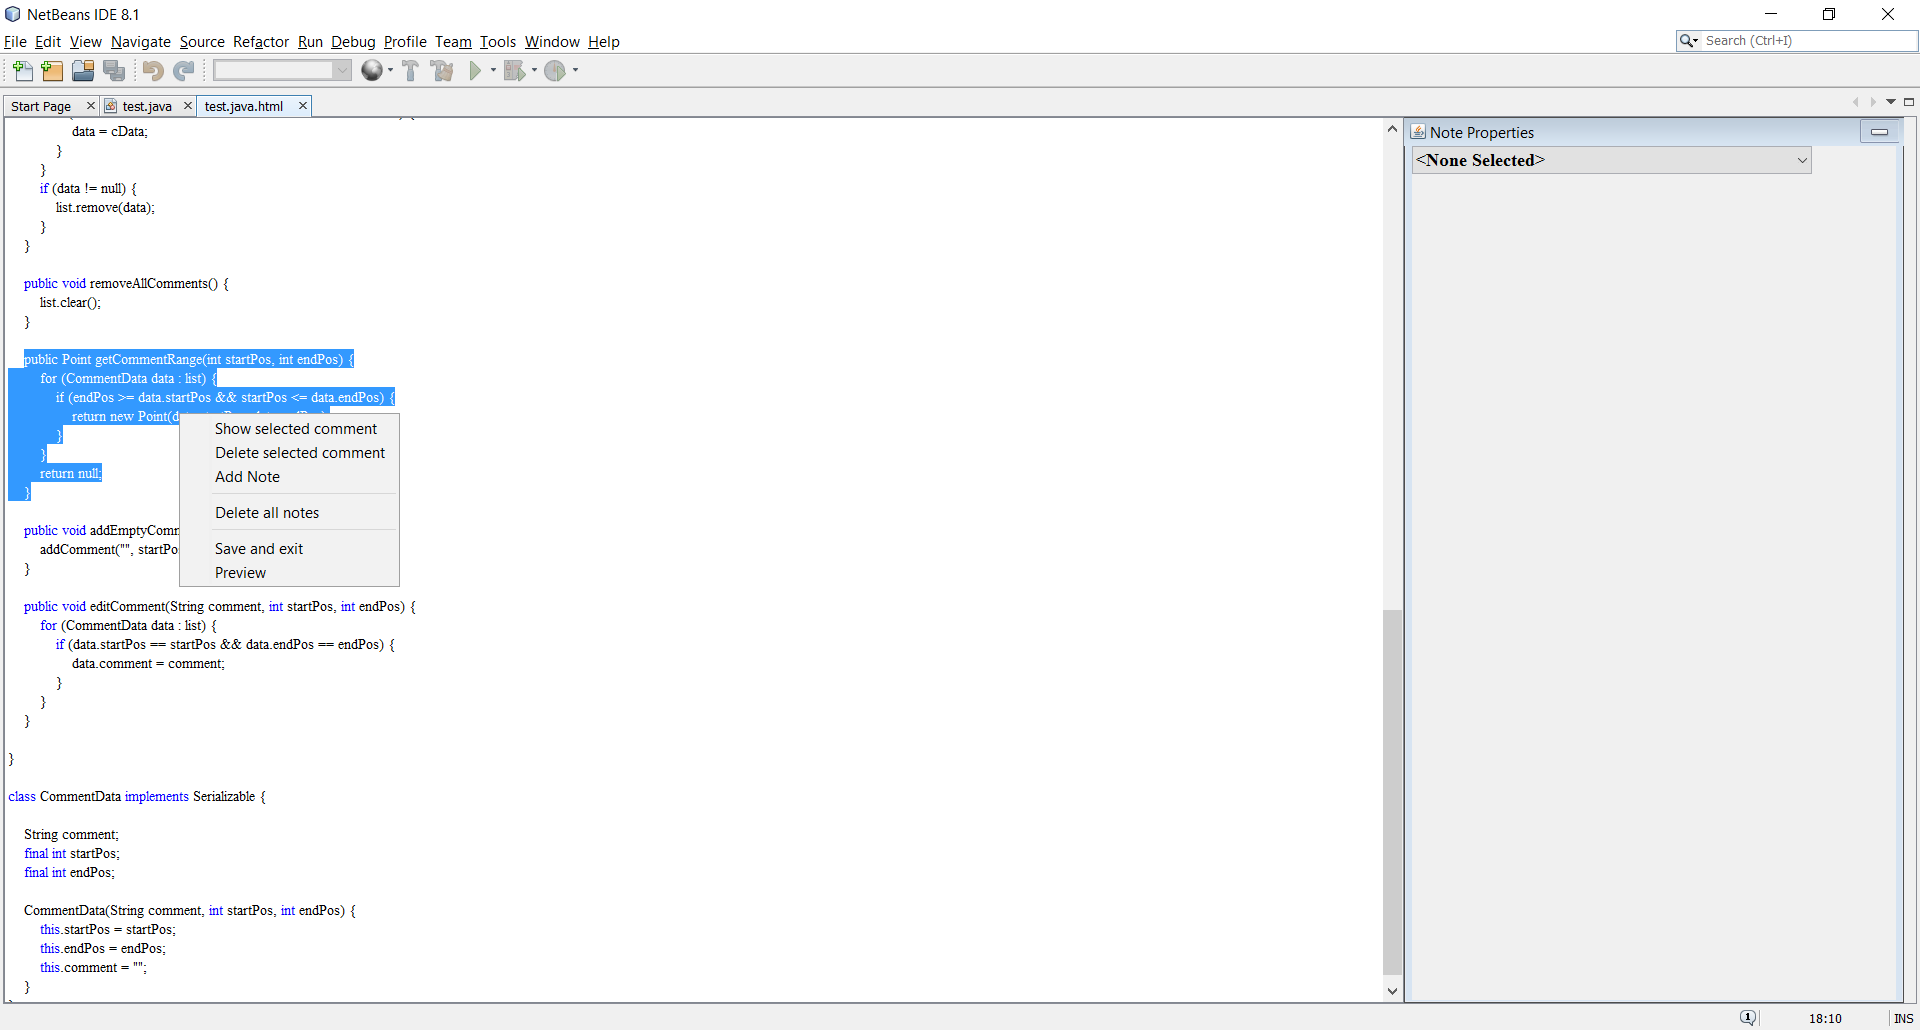 NetBeans IDE 8.1
File Edit View Navigate Source Refactor Run Debug Profile Team Tools Window Help
Search (Ctrl+I)
Start Page test.java test.java.html
data = cData;
}
}
if (data != null) {
list.remove(data);
}
}
public void removeAllComments() {
list.clear();
}
public Point getCommentRange(int startPos, int endPos) {
for (CommentData data : list) {
if (endPos >= data.startPos && startPos <= data.endPos) {
return new Point(d
}
}
return null;
}
Show selected comment
Delete selected comment
Add Note
Delete all notes
Save and exit
Preview
public void addEmptyComm
addComment("", startPo
}
public void editComment(String comment, int startPos, int endPos) {
for (CommentData data : list) {
if (data.startPos == startPos && data.endPos == endPos) {
data.comment = comment;
}
}
}
}
class CommentData implements Serializable {
String comment;
final int startPos;
final int endPos;
CommentData(String comment, int startPos, int endPos) {
this.startPos = startPos;
this.endPos = endPos;
this.comment = "";
}
Note Properties
<None Selected>
1
18:10
INS